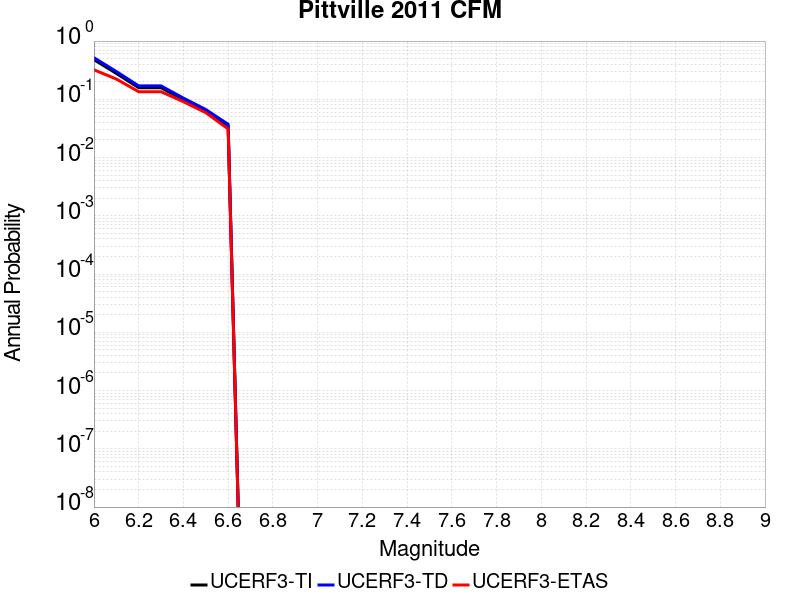 Pittville 2011 CFM
Annual Probability
10^0
10^-1
10^-2
10^-3
10^-4
10^-5
10^-6
10^-7
10^-8
6 6.2 6.4 6.6 6.8 7 7.2 7.4 7.6 7.8 8 8.2 8.4 8.6 8.8 9
Magnitude
UCERF3-TI UCERF3-TD UCERF3-ETAS